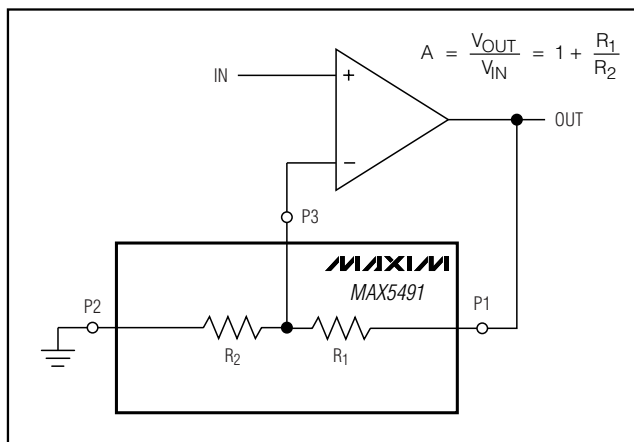 A = V_OUT / V_IN = 1 + R_1 / R_2
IN
+
−
OUT
P3
MAXIM
MAX5491
P2
P1
R_2
R_1